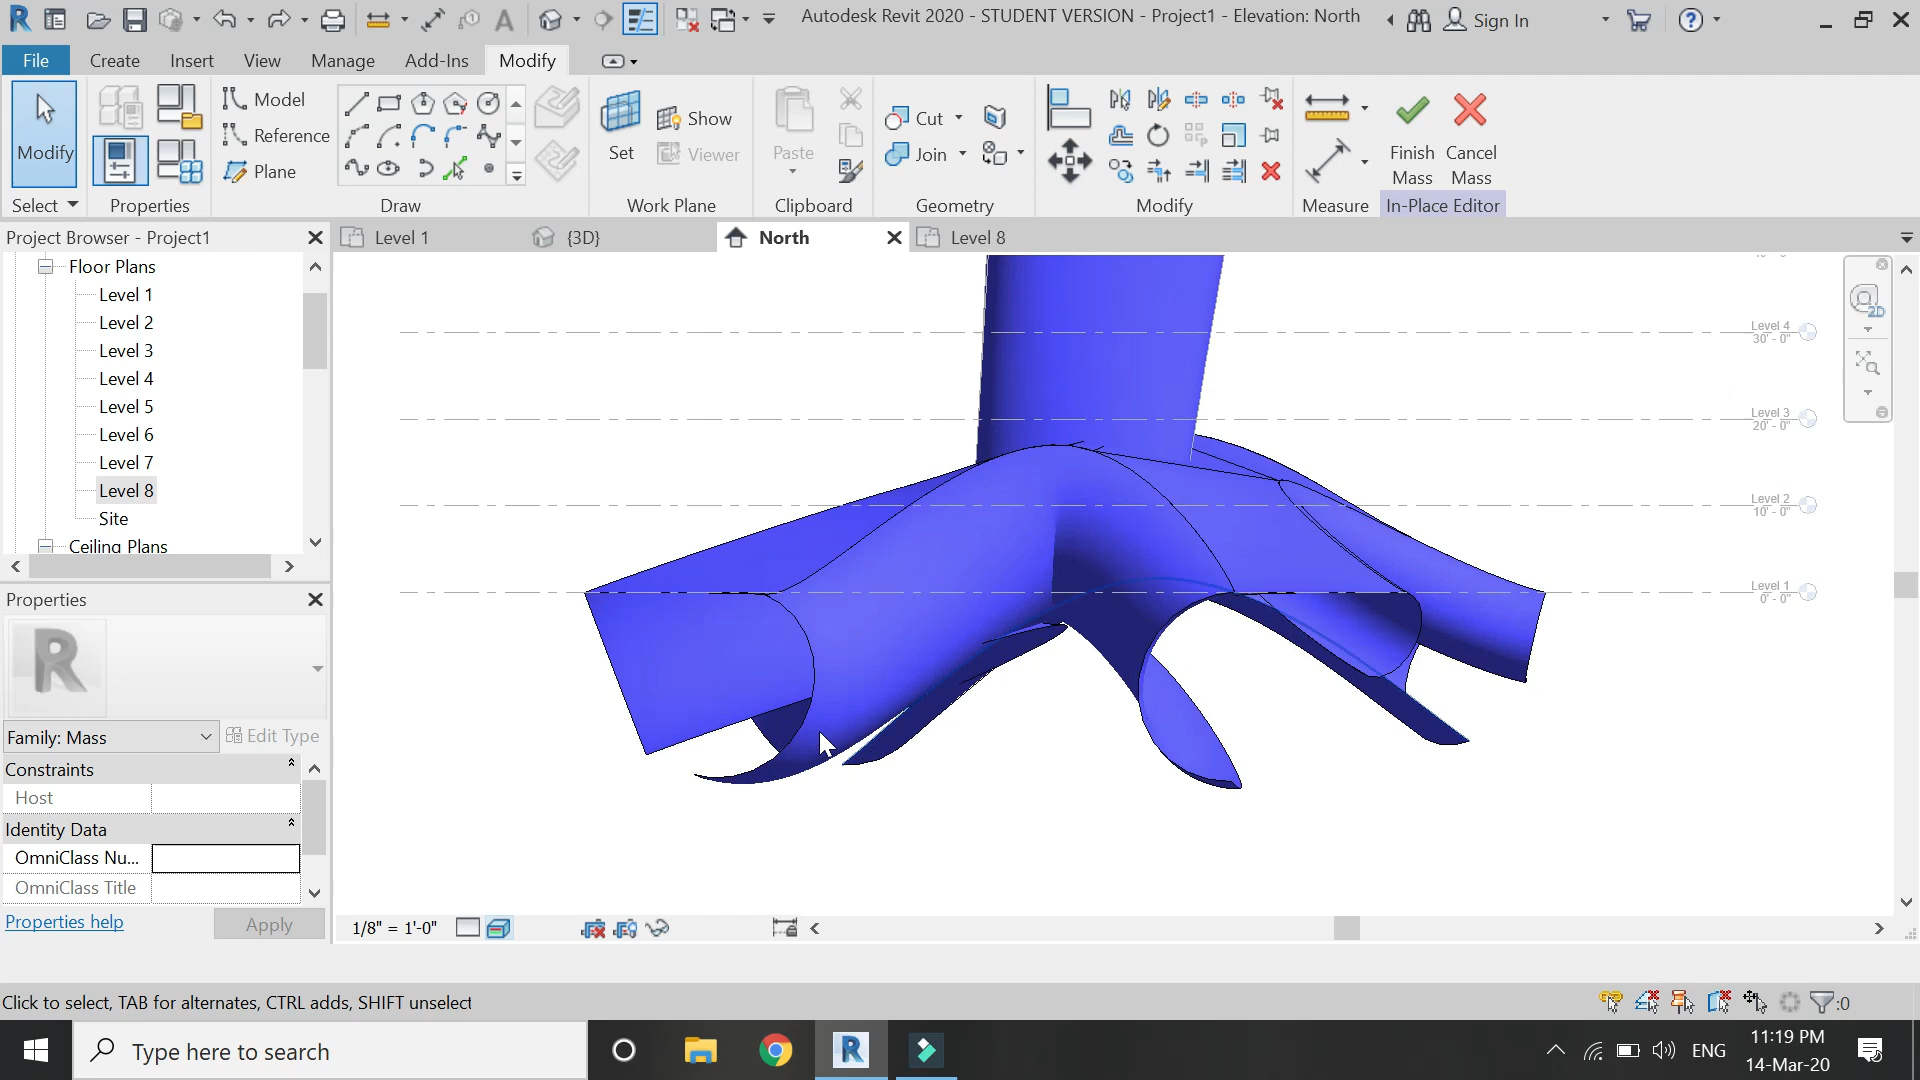 Autodesk Revit 2020 - STUDENT VERSION - Project1 - Elevation: North
Sign In
File
Create
Insert
View
Manage
Add-Ins
Modify
Modify
Select
Properties
Model
Reference
Plane
Draw
Set
Show
Viewer
Work Plane
Paste
Clipboard
Cut
Join
Geometry
Modify
Measure
Finish
Mass
Cancel
Mass
In-Place Editor
Project Browser - Project1
Level 1
{3D}
North
Level 8
Floor Plans
Level 1
Level 2
Level 3
Level 4
Level 5
Level 6
Level 7
Level 8
Site
Ceiling Plans
Properties
Family: Mass
Edit Type
Constraints
Host
Identity Data
OmniClass Nu...
OmniClass Title
Properties help
Apply
2D
Level 4
30' - 0"
Level 3
20' - 0"
Level 2
10' - 0"
Level 1
0' - 0"
1/8" = 1'-0"
Click to select, TAB for alternates, CTRL adds, SHIFT unselect
:0
Type here to search
ENG
11:19 PM
14-Mar-20